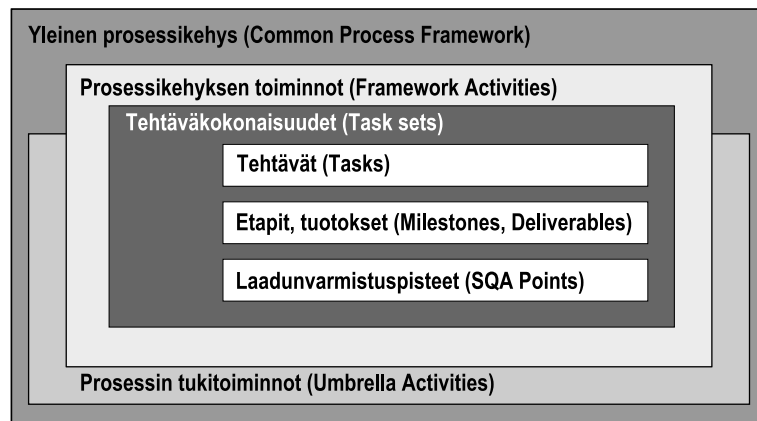 Yleinen prosessikehys (Common Process Framework)
Prosessikehyksen toiminnot (Framework Activities)
Tehtäväkokonaisuudet (Task sets)
Tehtävät (Tasks)
Etapit, tuotokset (Milestones, Deliverables)
Laadunvarmistuspisteet (SQA Points)
Prosessin tukitoiminnot (Umbrella Activities)